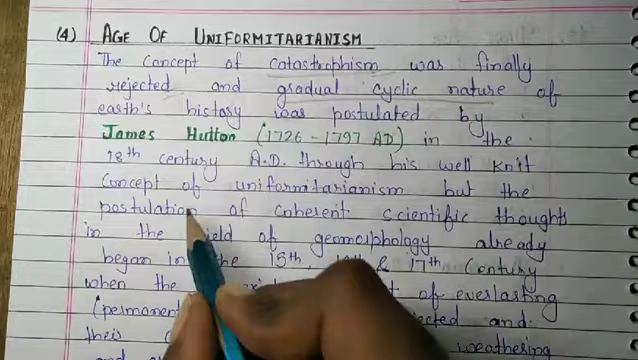 (4) AGE OF UNIFORMITARIANISM
The concept of catastrophism was finally
rejected and gradual cyclic nature of
earth's history was postulated by
James Hutton (1726 - 1797 AD) in the
18th century A.D. through his well knit
concept of uniformitarianism but the
postulation of coherent scientific thoughts
in the field of geomorphology already
began in the 15th, & 17th Century
when the of everlasting
(permanent and
their weathering
and